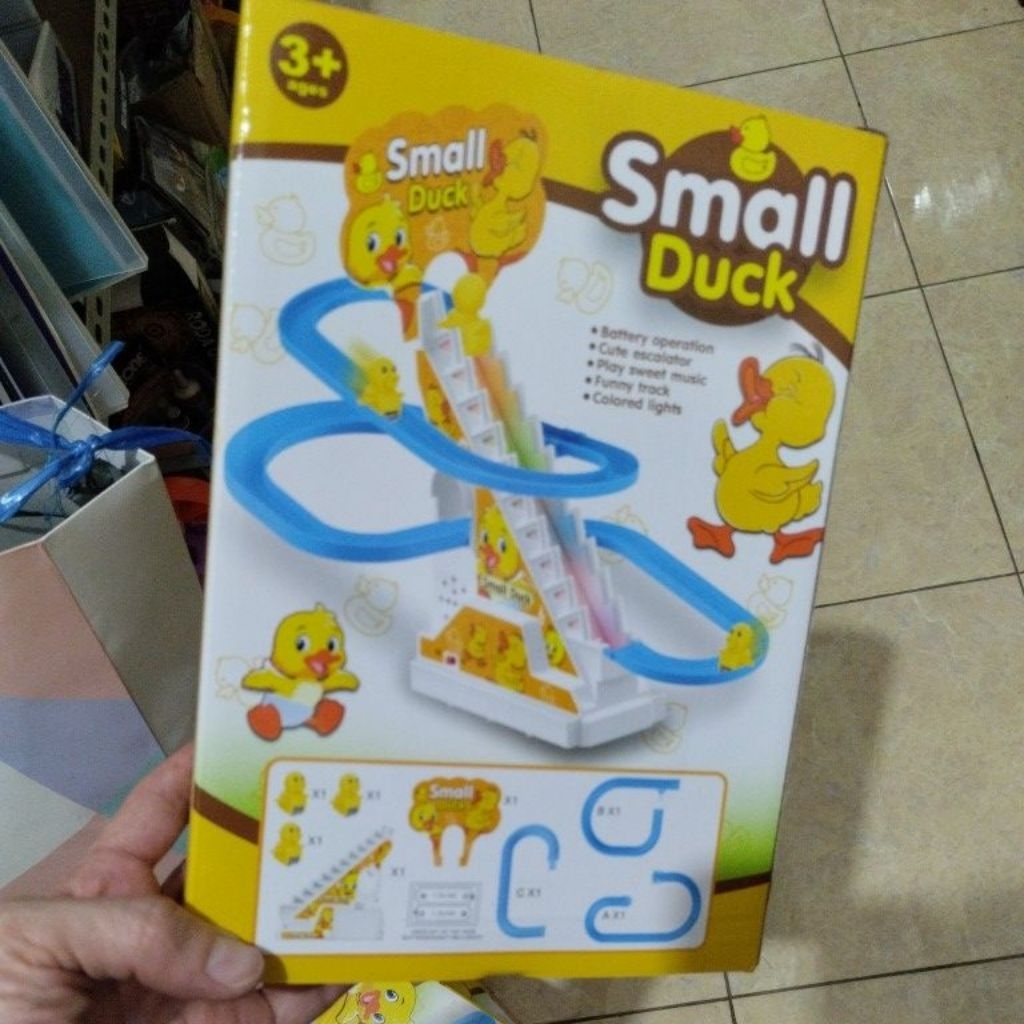 3+
ages
Small
Duck
Small
Duck
• Battery operation
• Cute escalator
• Play sweet music
• Funny track
• Colored lights
Small Duck
X1
X1
X1
X1
Small
Duck
X1
B X1
C X1
A X1